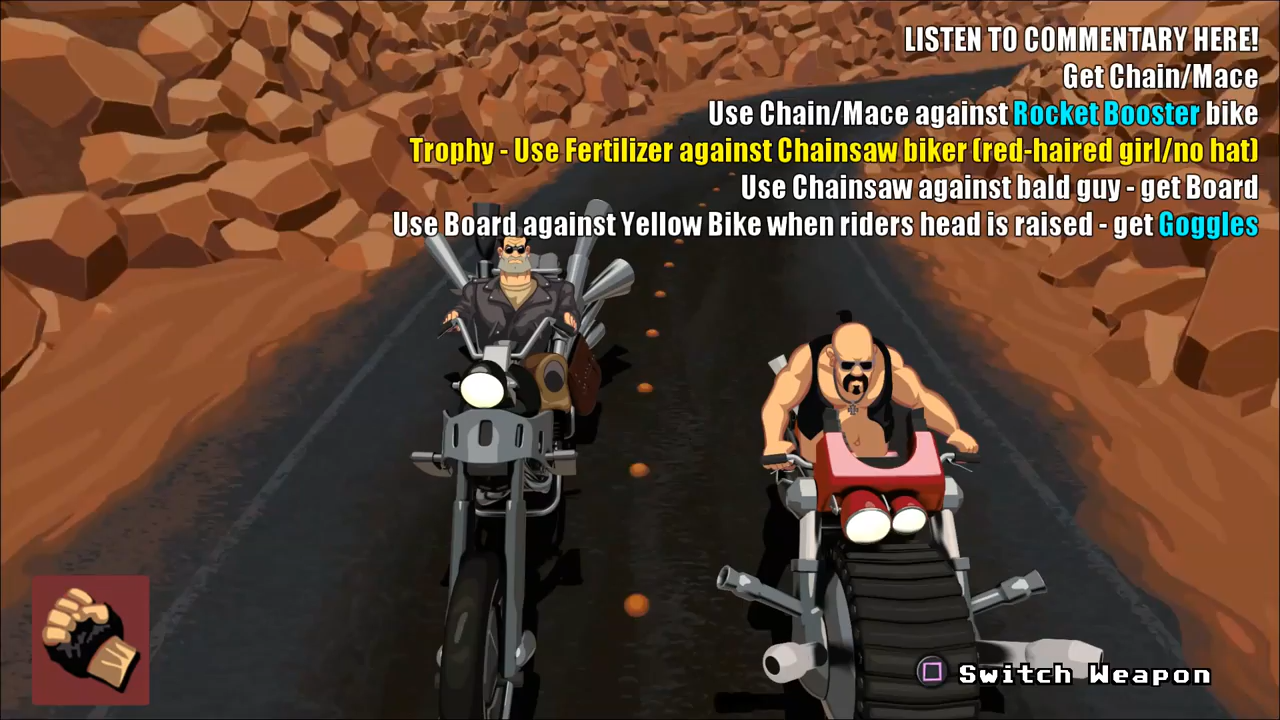 LISTEN TO COMMENTARY HERE!
Get Chain/Mace
Use Chain/Mace against Rocket Booster bike
Trophy - Use Fertilizer against Chainsaw biker (red-haired girl/no hat)
Use Chainsaw against bald guy - get Board
Use Board against Yellow Bike when riders head is raised - get Goggles
Switch Weapon